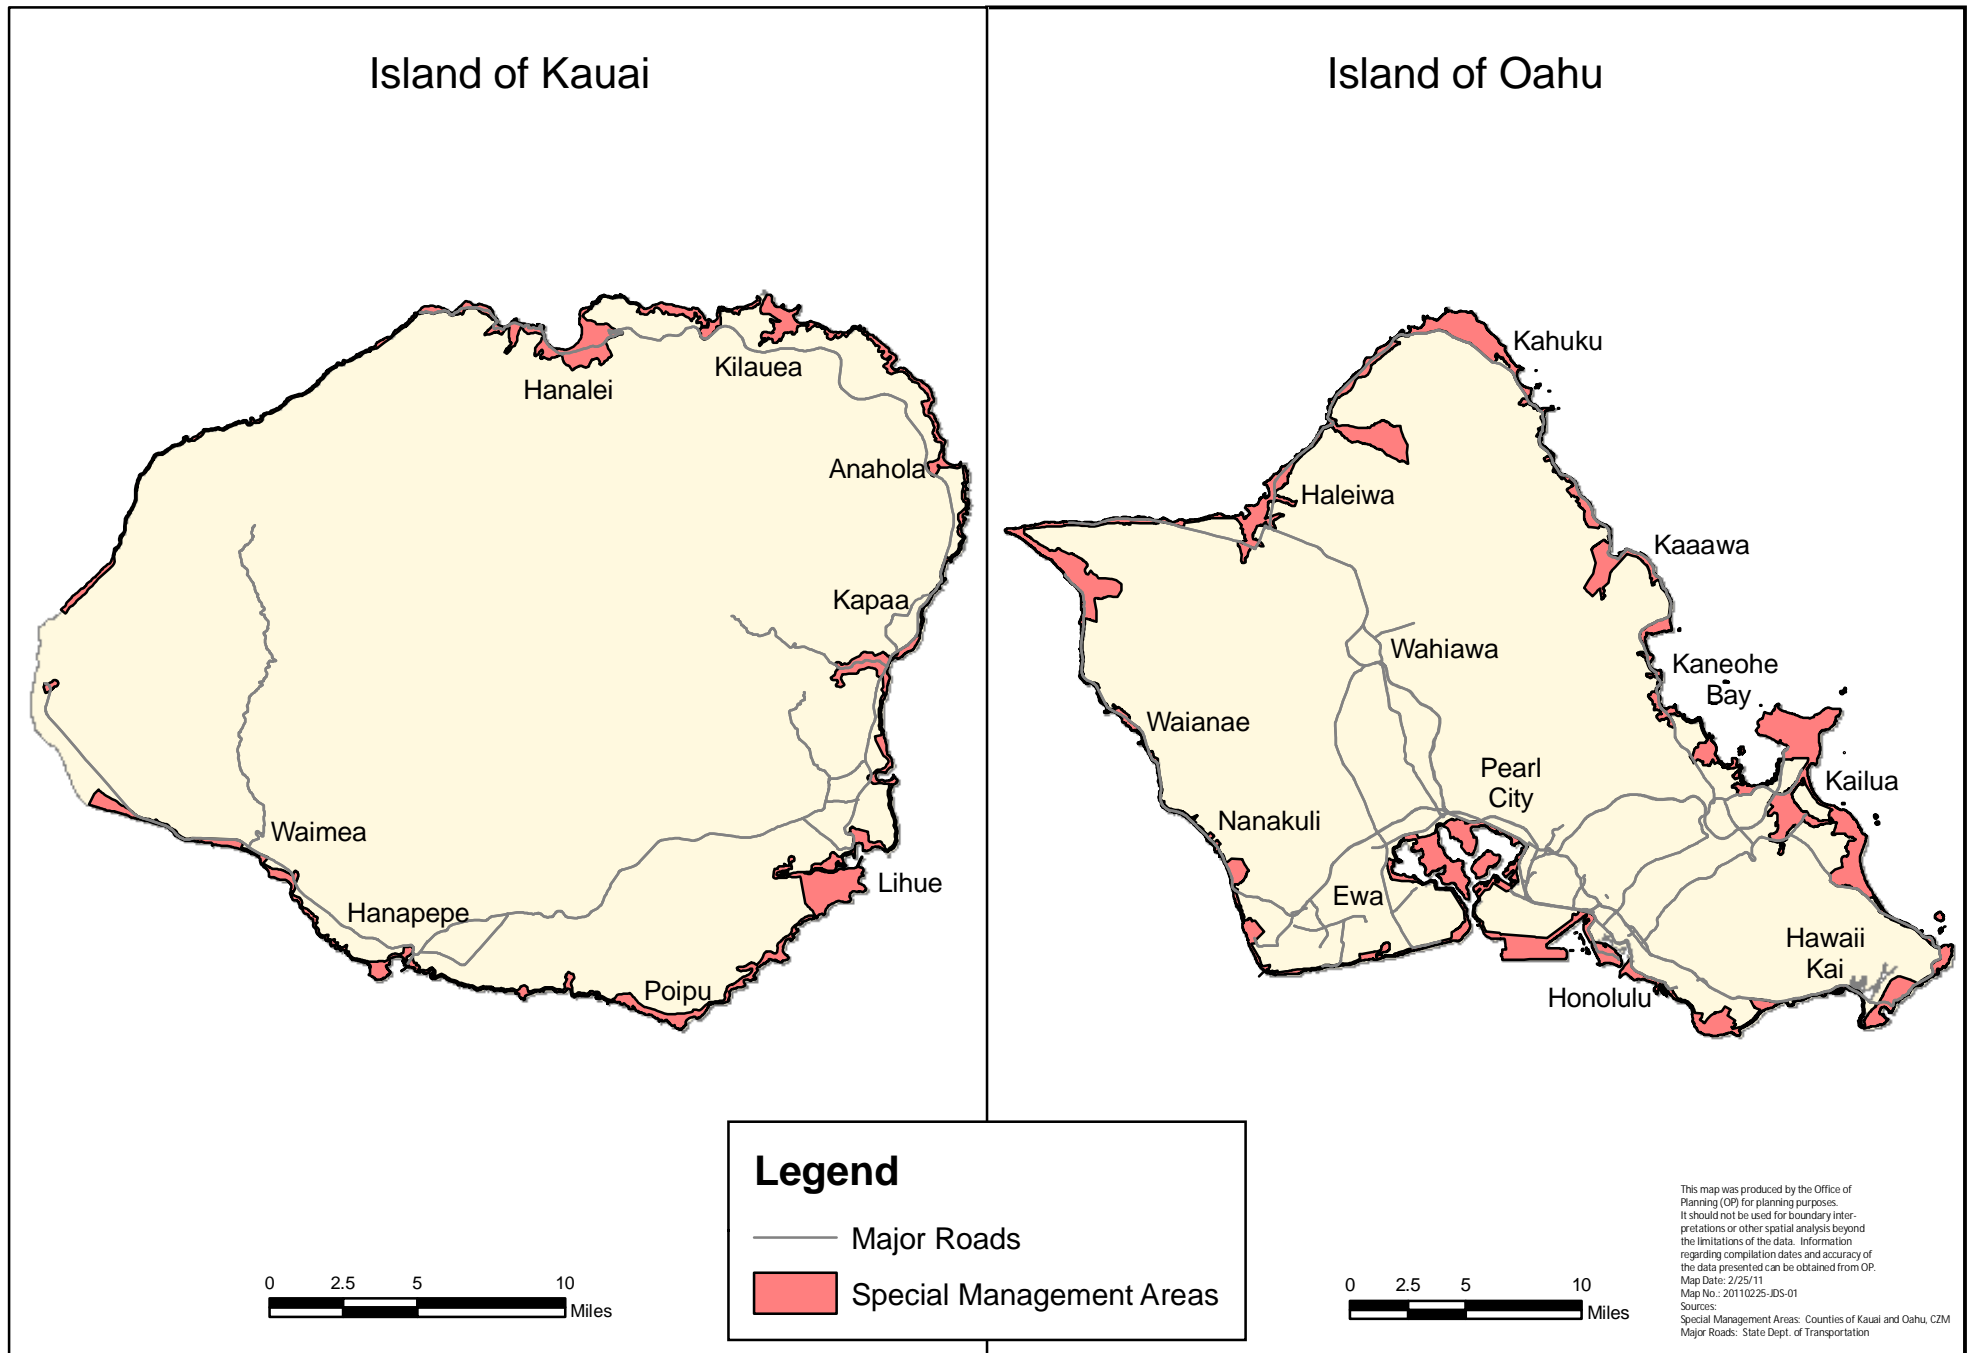 Island of Kauai
Hanalei
Kilauea
Anahola
Kapaa
Waimea
Hanapepe
Lihue
Poipu
0 2.5 5 10
Miles
Island of Oahu
Kahuku
Haleiwa
Kaaawa
Wahiawa
Kaneohe
Bay
Waianae
Pearl
City
Kailua
Nanakuli
Ewa
Hawaii
Kai
Honolulu
Legend
Major Roads
Special Management Areas
0 2.5 5 10
Miles
This map was produced by the Office of
Planning (OP) for planning purposes.
It should not be used for boundary inter-
pretations or other spatial analysis beyond
the limitations of the data. Information
regarding compilation dates and accuracy of
the data presented can be obtained from OP.
Map Date: 2/25/11
Map No.: 20110225-JDS-01
Sources:
Special Management Areas: Counties of Kauai and Oahu, CZM
Major Roads: State Dept. of Transportation